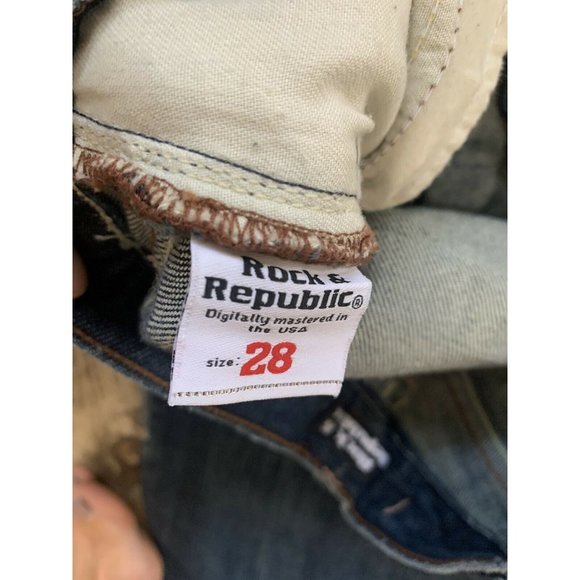 Rock &
Republic®
Digitally mastered in
the USA
size: 28